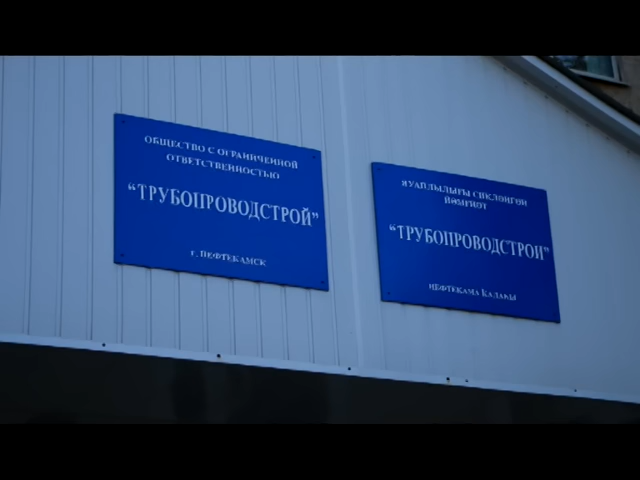 ОБЩЕСТВО С ОГРАНИЧЕННОЙ
ОТВЕТСТВЕННОСТЬЮ
“ТРУБОПРОВОДСТРОЙ”
г. НЕФТЕКАМСК
ЯУАПЛЫЛЫҒЫ СИКЛӘНГӘН
ЙӘМҒИӘТ
“ТРУБОПРОВОДСТРОЙ”
НЕФТЕКАМА ҠАЛАҺЫ